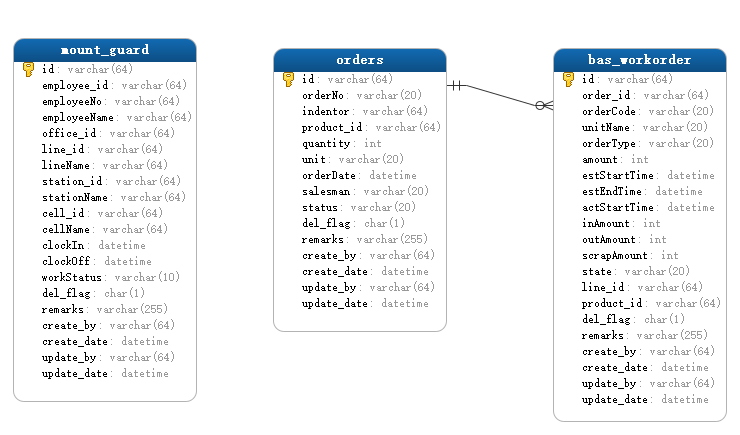 mount_guard
id: varchar(64)
employee_id: varchar(64)
employeeNo: varchar(64)
employeeName: varchar(64)
office_id: varchar(64)
line_id: varchar(64)
lineName: varchar(64)
station_id: varchar(64)
stationName: varchar(64)
cell_id: varchar(64)
cellName: varchar(64)
clockIn: datetime
clockOff: datetime
workStatus: varchar(10)
del_flag: char(1)
remarks: varchar(255)
create_by: varchar(64)
create_date: datetime
update_by: varchar(64)
update_date: datetime
orders
id: varchar(64)
orderNo: varchar(20)
indentor: varchar(64)
product_id: varchar(64)
quantity: int
unit: varchar(20)
orderDate: datetime
salesman: varchar(20)
status: varchar(20)
del_flag: char(1)
remarks: varchar(255)
create_by: varchar(64)
create_date: datetime
update_by: varchar(64)
update_date: datetime
bas_workorder
id: varchar(64)
order_id: varchar(64)
orderCode: varchar(20)
unitName: varchar(20)
orderType: varchar(20)
amount: int
estStartTime: datetime
estEndTime: datetime
actStartTime: datetime
inAmount: int
outAmount: int
scrapAmount: int
state: varchar(20)
line_id: varchar(64)
product_id: varchar(64)
del_flag: char(1)
remarks: varchar(255)
create_by: varchar(64)
create_date: datetime
update_by: varchar(64)
update_date: datetime